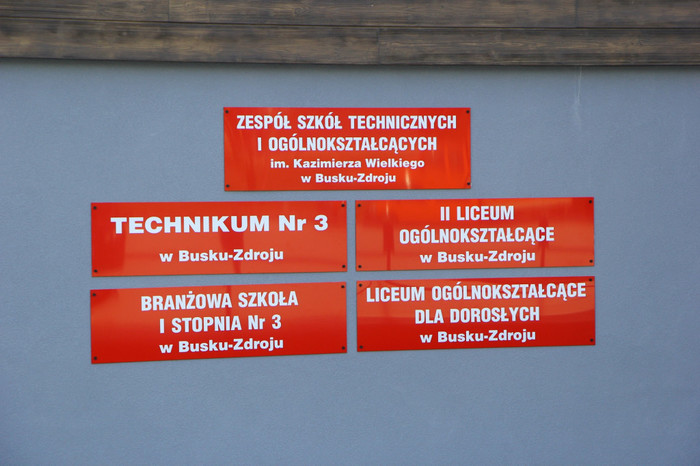 ZESPÓŁ SZKÓŁ TECHNICZNYCH
I OGÓLNOKSZTAŁCĄCYCH
im. Kazimierza Wielkiego
w Busku-Zdroju
TECHNIKUM Nr 3
w Busku-Zdroju
II LICEUM
OGÓLNOKSZTAŁCĄCE
w Busku-Zdroju
BRANŻOWA SZKOŁA
I STOPNIA Nr 3
w Busku-Zdroju
LICEUM OGÓLNOKSZTAŁCĄCE
DLA DOROSŁYCH
w Busku-Zdroju